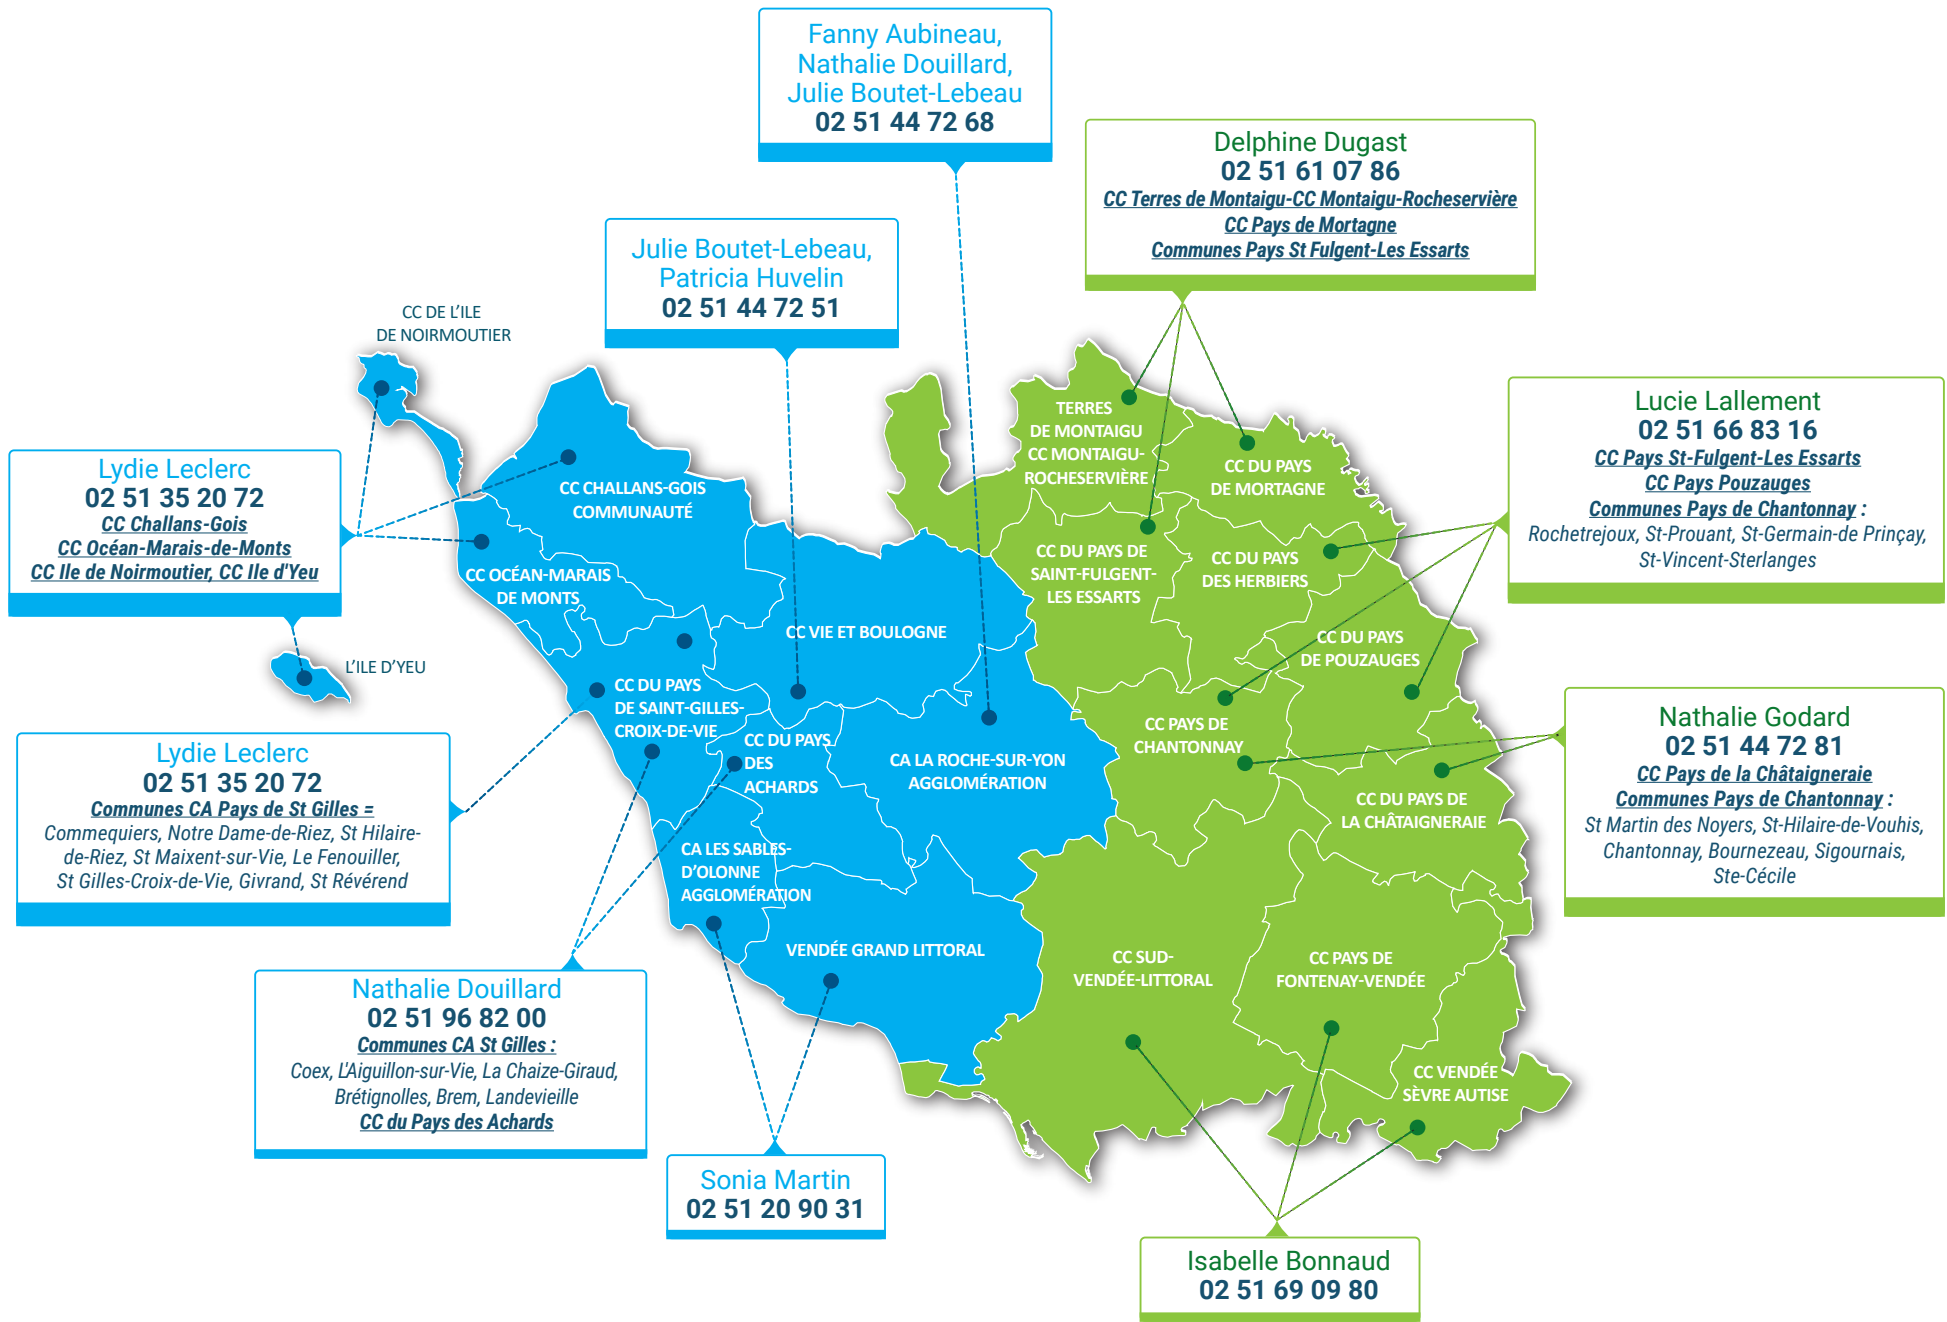 Fanny Aubineau,
Nathalie Douillard,
Julie Boutet-Lebeau
02 51 44 72 68
Delphine Dugast
02 51 61 07 86
CC Terres de Montaigu-CC Montaigu-Rocheservière
CC Pays de Mortagne
Communes Pays St Fulgent-Les Essarts
Julie Boutet-Lebeau,
Patricia Huvelin
02 51 44 72 51
CC DE L'ILE
DE NOIRMOUTIER
Lucie Lallement
02 51 66 83 16
CC Pays St-Fulgent-Les Essarts
CC Pays Pouzauges
Communes Pays de Chantonnay :
Rochetrejoux, St-Prouant, St-Germain-de Prinçay,
St-Vincent-Sterlanges
Lydie Leclerc
02 51 35 20 72
CC Challans-Gois
CC Océan-Marais-de-Monts
CC Ile de Noirmoutier, CC Ile d'Yeu
TERRES
DE MONTAIGU
CC MONTAIGU-
ROCHESERVIÈRE
CC DU PAYS
DE MORTAGNE
CC CHALLANS-GOIS
COMMUNAUTÉ
CC OCÉAN-MARAIS
DE MONTS
CC DU PAYS DE
SAINT-FULGENT-
LES ESSARTS
CC DU PAYS
DES HERBIERS
CC VIE ET BOULOGNE
CC DU PAYS
DE POUZAUGES
L'ILE D'YEU
CC DU PAYS
DE SAINT-GILLES-
CROIX-DE-VIE
CC DU PAYS
DES
ACHARDS
CA LA ROCHE-SUR-YON
AGGLOMÉRATION
CC PAYS DE
CHANTONNAY
Nathalie Godard
02 51 44 72 81
CC Pays de la Châtaigneraie
Communes Pays de Chantonnay :
St Martin des Noyers, St-Hilaire-de-Vouhis,
Chantonnay, Bournezeau, Sigournais,
Ste-Cécile
Lydie Leclerc
02 51 35 20 72
Communes CA Pays de St Gilles =
Commequiers, Notre Dame-de-Riez, St Hilaire-
de-Riez, St Maixent-sur-Vie, Le Fenouiller,
St Gilles-Croix-de-Vie, Givrand, St Révérend
CC DU PAYS DE
LA CHÂTAIGNERAIE
CA LES SABLES-
D'OLONNE
AGGLOMÉRATION
VENDÉE GRAND LITTORAL
CC SUD-
VENDÉE-LITTORAL
CC PAYS DE
FONTENAY-VENDÉE
Nathalie Douillard
02 51 96 82 00
Communes CA St Gilles :
Coex, L'Aiguillon-sur-Vie, La Chaize-Giraud,
Brétignolles, Brem, Landevieille
CC du Pays des Achards
CC VENDÉE
SÈVRE AUTISE
Sonia Martin
02 51 20 90 31
Isabelle Bonnaud
02 51 69 09 80